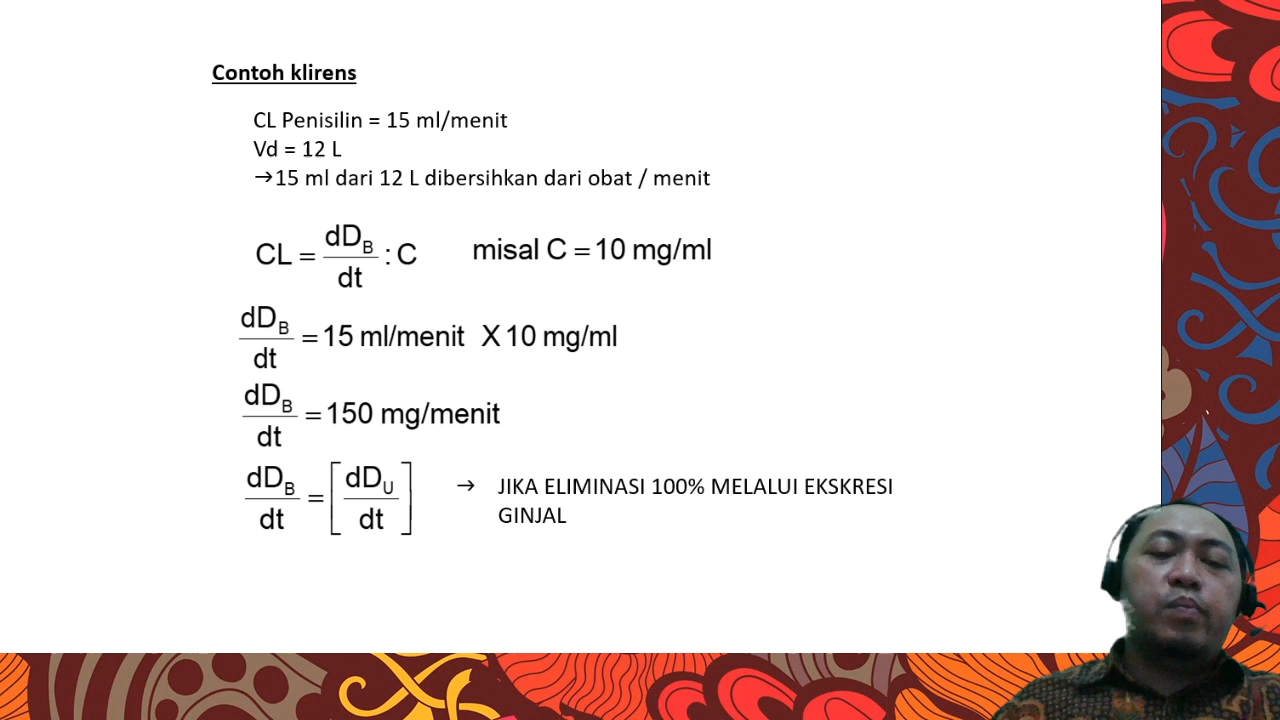 Contoh klirens
CL Penisilin = 15 ml/menit
Vd = 12 L
→15 ml dari 12 L dibersihkan dari obat / menit
CL = dD_B/dt : C misal C = 10 mg/ml
dD_B/dt = 15 ml/menit X 10 mg/ml
dD_B/dt = 150 mg/menit
dD_B/dt = [dD_U/dt] → JIKA ELIMINASI 100% MELALUI EKSKRESI
GINJAL